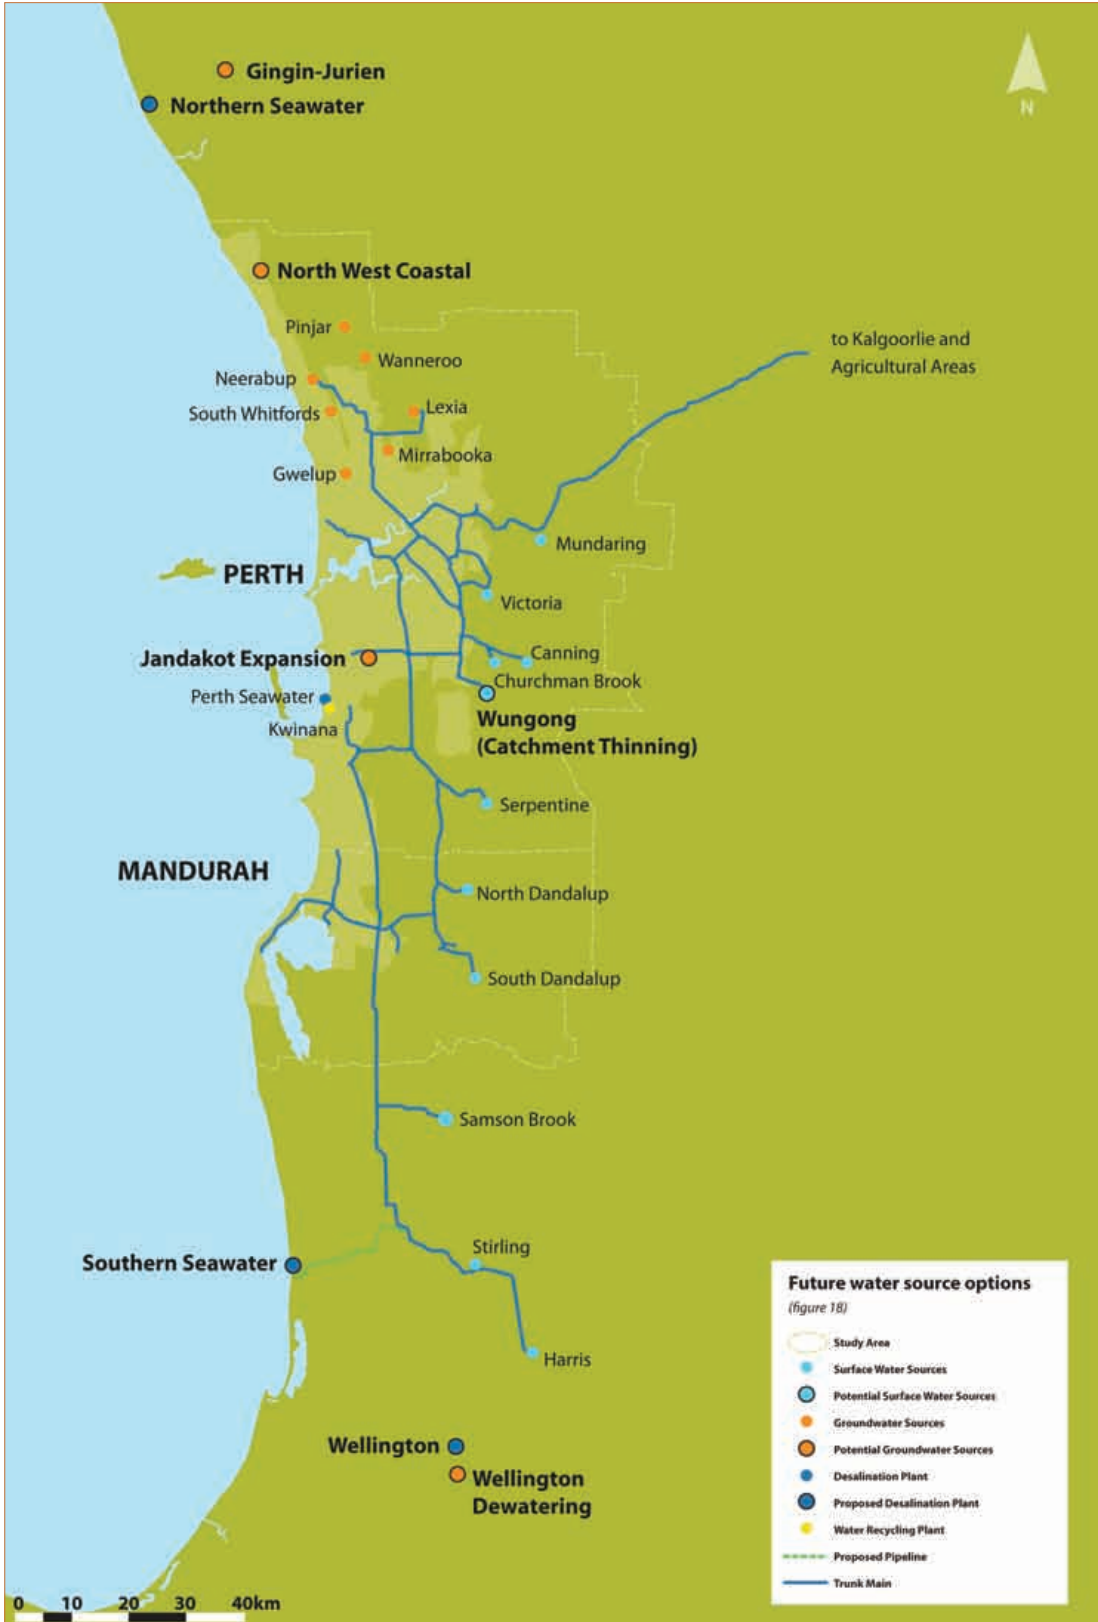 Gingin-Jurien
Northern Seawater
N
North West Coastal
Pinjar
to Kalgoorlie and
Agricultural Areas
Wanneroo
Neerabup
South Whitfords
Lexia
Mirrabooka
Gwelup
Mundaring
PERTH
Victoria
Jandakot Expansion
Canning
Churchman Brook
Perth Seawater
Kwinana
Wungong
(Catchment Thinning)
Serpentine
MANDURAH
North Dandalup
South Dandalup
Samson Brook
Stirling
Southern Seawater
Harris
Wellington
Wellington
Dewatering
Future water source options
(figure 18)
Study Area
Surface Water Sources
Potential Surface Water Sources
Groundwater Sources
Potential Groundwater Sources
Desalination Plant
Proposed Desalination Plant
Water Recycling Plant
Proposed Pipeline
Trunk Main
0 10 20 30 40km